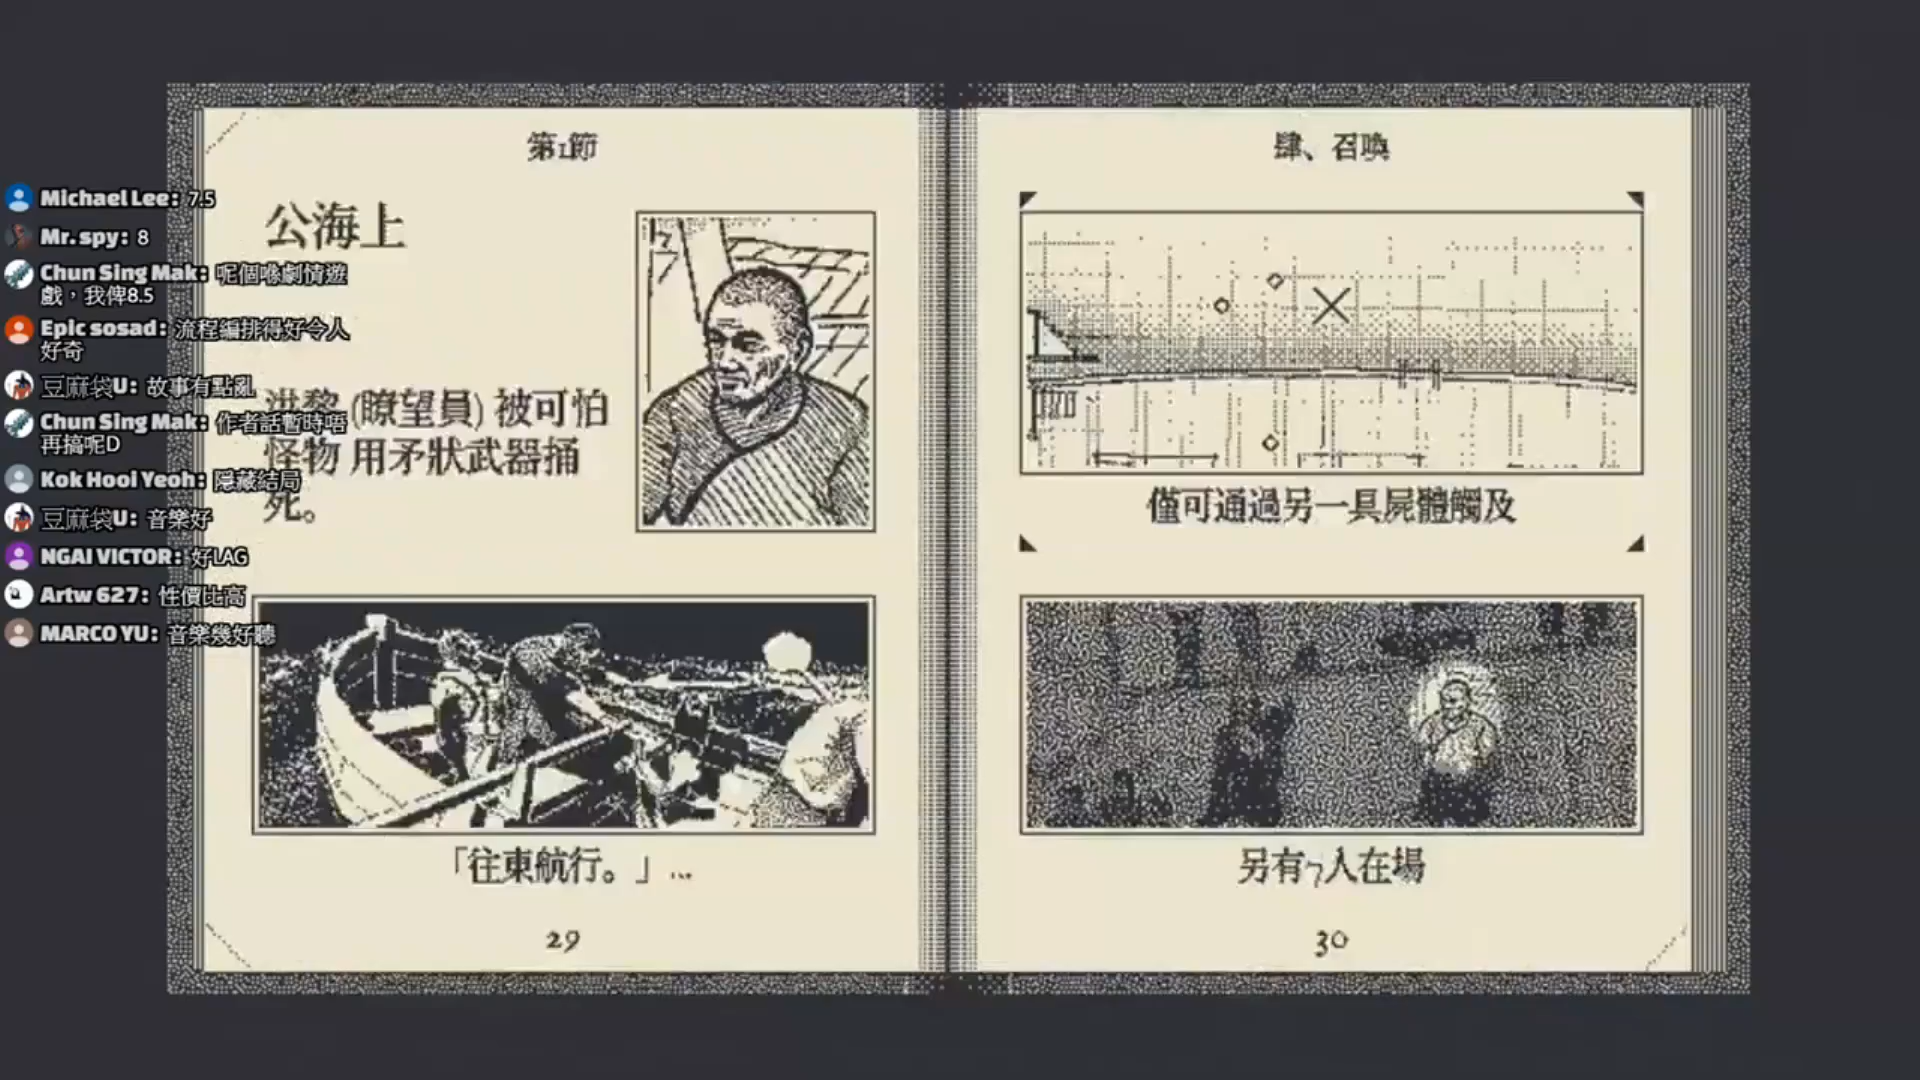 Michael Lee: 7.5
Mr. spy: 8
Chun Sing Mak: 呢個喺劇情遊
戲，我俾8.5
Epic sosad: 流程編排得好令人
好奇
豆麻袋U: 故事有點亂
Chun Sing Mak: 作者話暫時唔
再搞呢D
Kok Hooi Yeoh: 隱藏結局
豆麻袋U: 音樂好
NGAI VICTOR: 好LAG
Artw 627: 性價比高
MARCO YU: 音樂幾好聽
第1節
公海上
洪黎 (瞭望員) 被可怕
怪物 用矛狀武器捅
死。
「往東航行。」...
29
肆、召喚
僅可通過另一具屍體觸及
另有7人在場
30